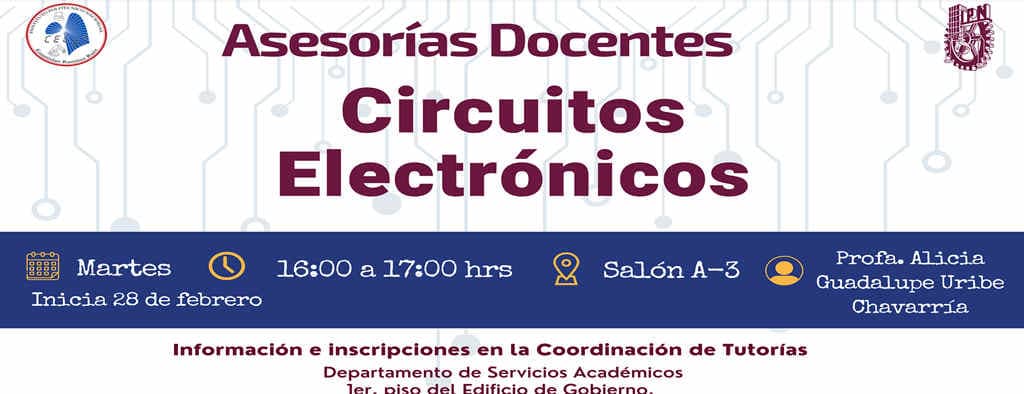 Asesorías Docentes
Circuitos
Electrónicos
Martes
Inicia 28 de febrero
16:00 a 17:00 hrs
Salón A-3
Profa. Alicia
Guadalupe Uribe
Chavarría
Información e inscripciones en la Coordinación de Tutorías
Departamento de Servicios Académicos
1er. piso del Edificio de Gobierno.
IPN